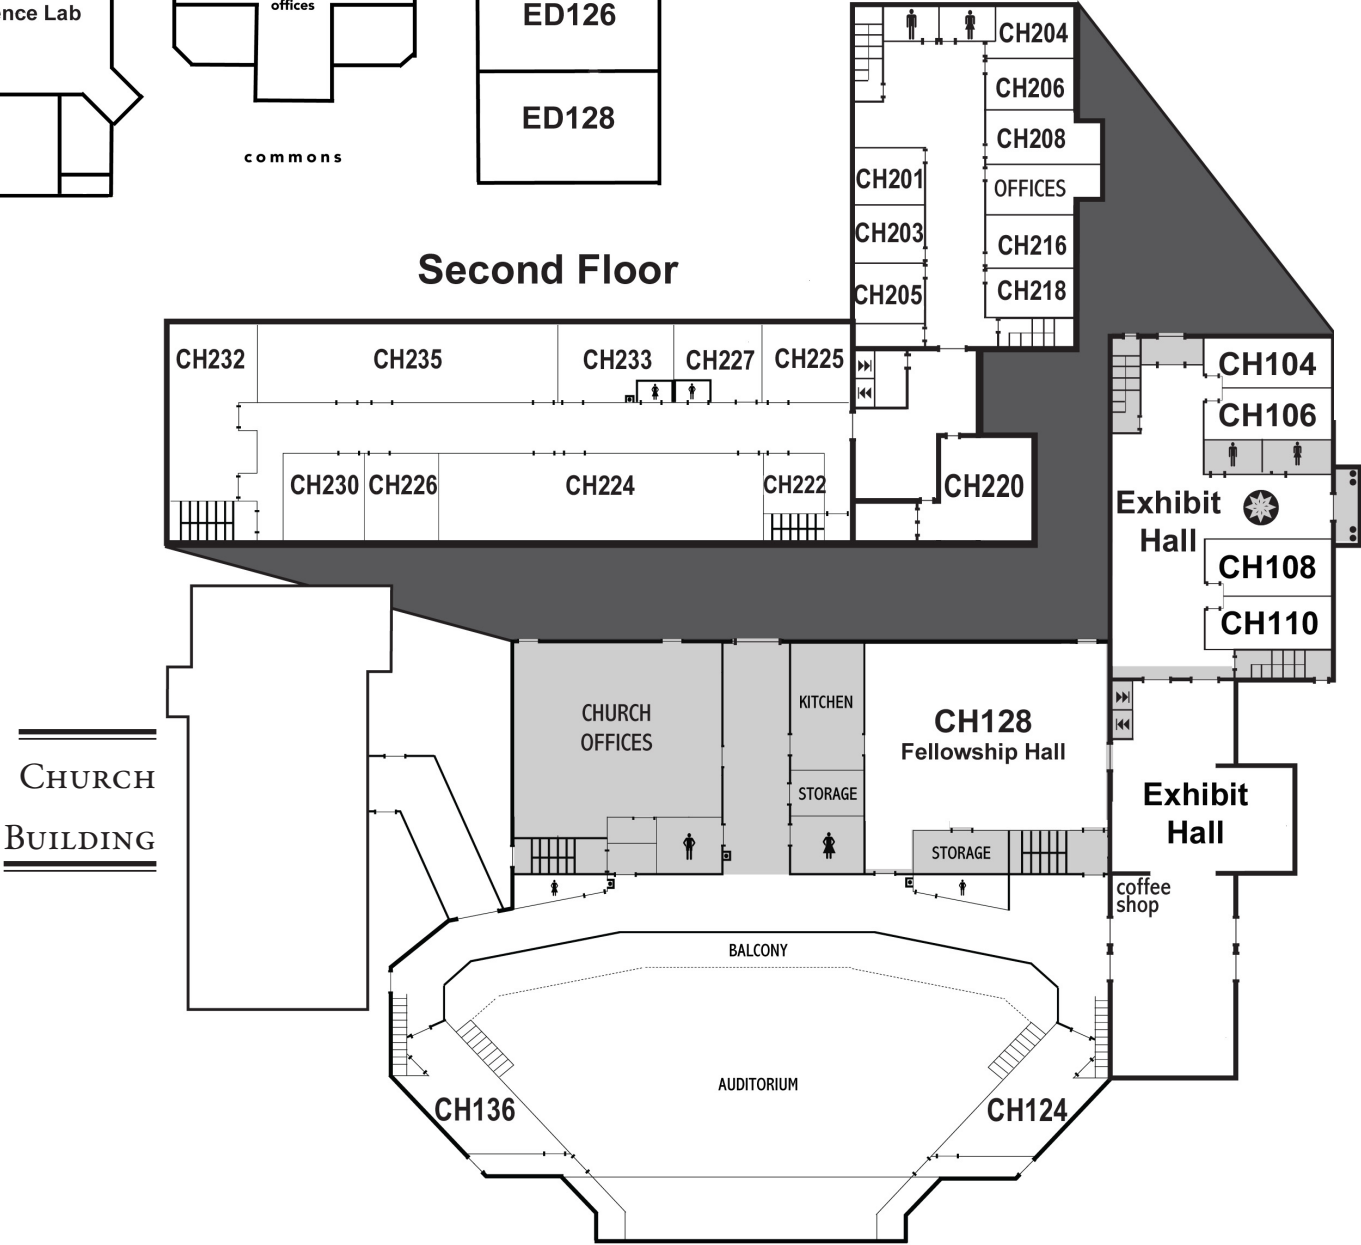 ence Lab
offices
ED126
ED128
commons
Second Floor
CH204
CH206
CH208
OFFICES
CH216
CH218
CH201
CH203
CH205
CH232
CH235
CH233
CH227
CH225
CH230
CH226
CH224
CH222
CH220
CH104
CH106
Exhibit
Hall
CH108
CH110
CHURCH
OFFICES
KITCHEN
STORAGE
CH128
Fellowship Hall
STORAGE
Exhibit
Hall
coffee
shop
Church
Building
BALCONY
AUDITORIUM
CH136
CH124